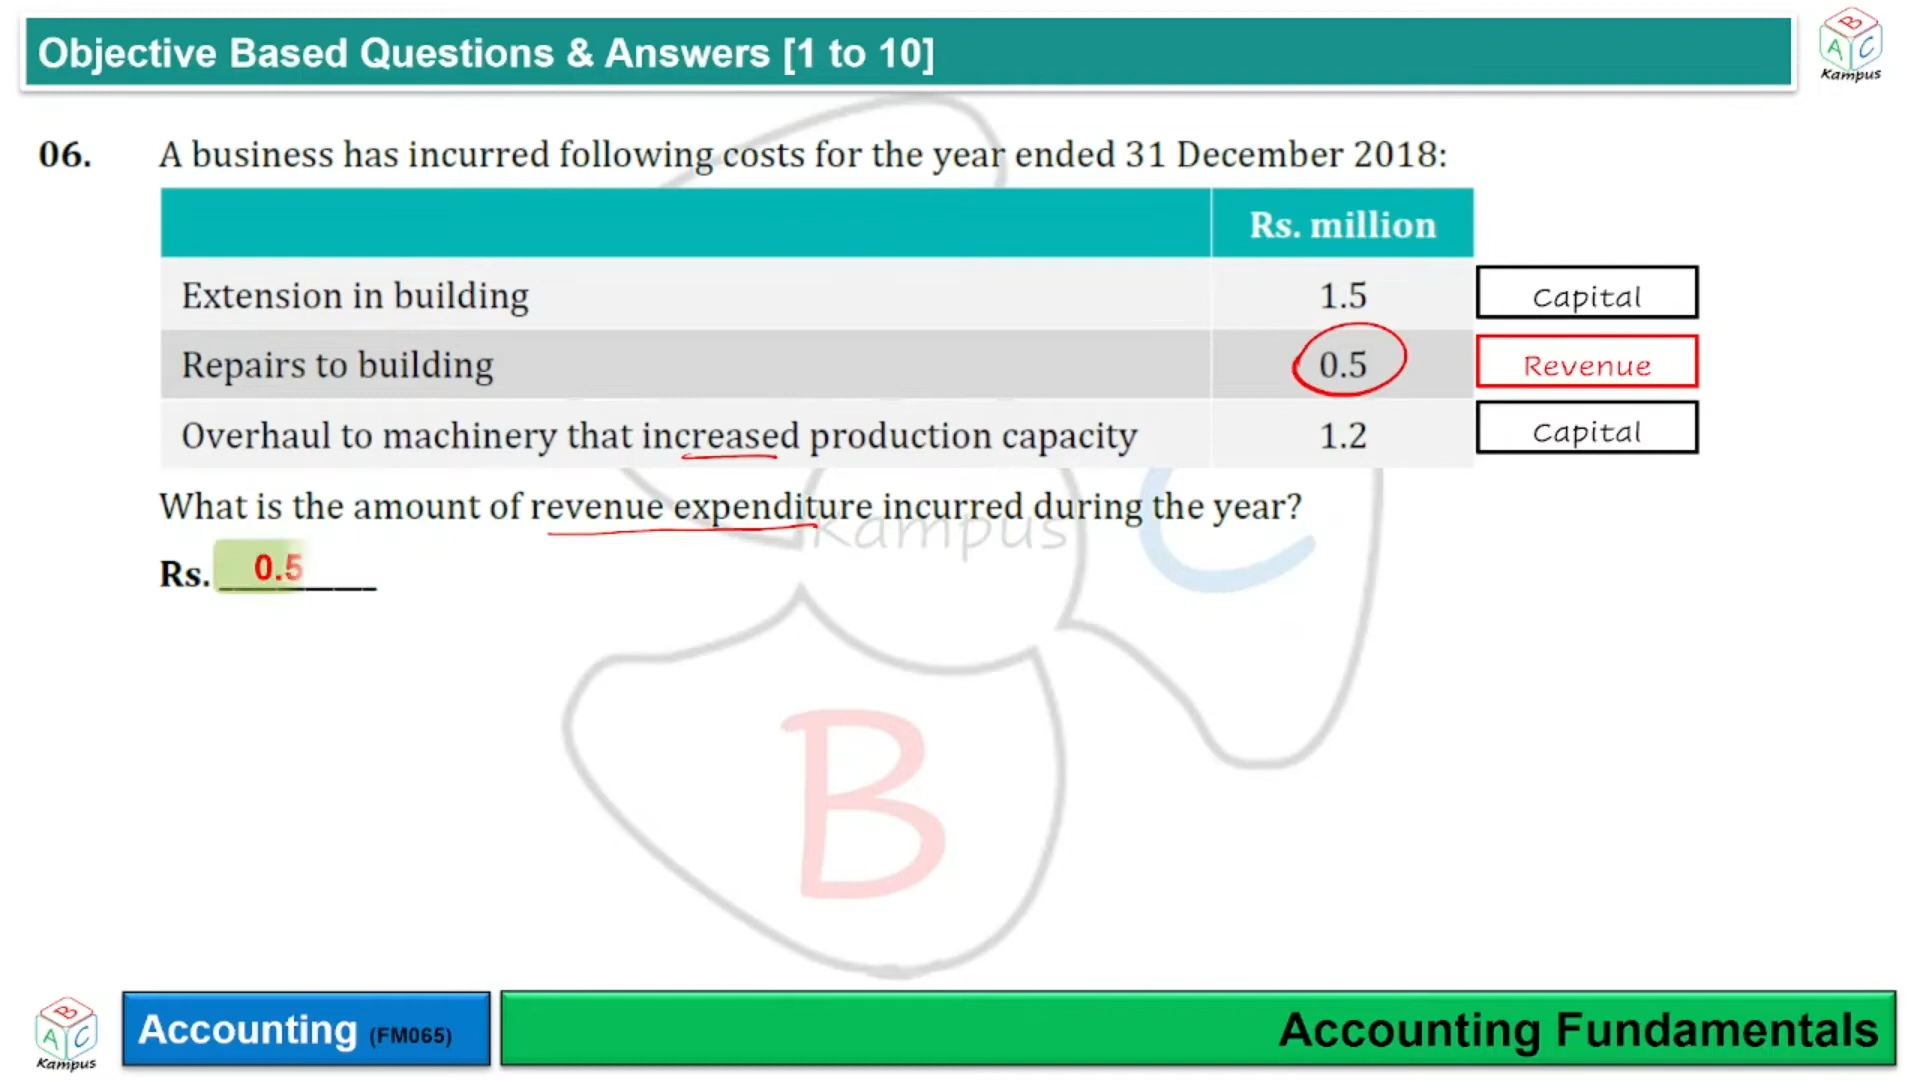 Objective Based Questions & Answers [1 to 10]
B
A C
Kampus
06. A business has incurred following costs for the year ended 31 December 2018:
Rs. million
Extension in building 1.5 Capital
Repairs to building 0.5 Revenue
Overhaul to machinery that increased production capacity 1.2 Capital
What is the amount of revenue expenditure incurred during the year?
Rs. 0.5
Kampus
C
B
B
A C
Kampus
Accounting (FM065)
Accounting Fundamentals